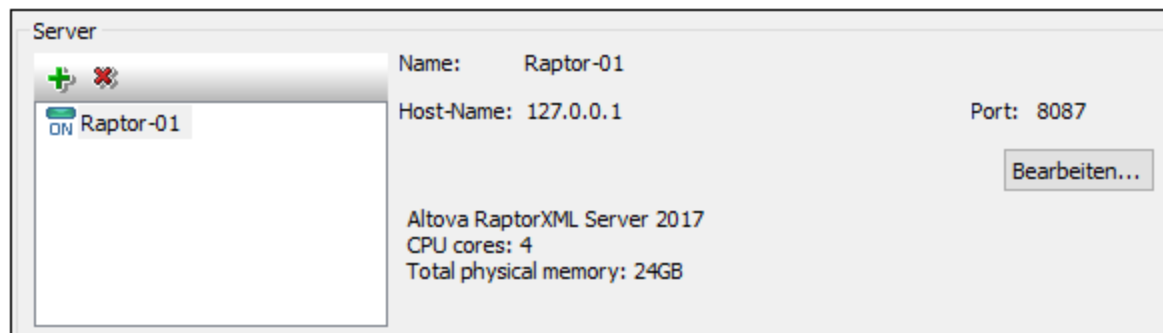 Server
Name: Raptor-01
ON Raptor-01
Host-Name: 127.0.0.1 Port: 8087
Bearbeiten...
Altova RaptorXML Server 2017
CPU cores: 4
Total physical memory: 24GB